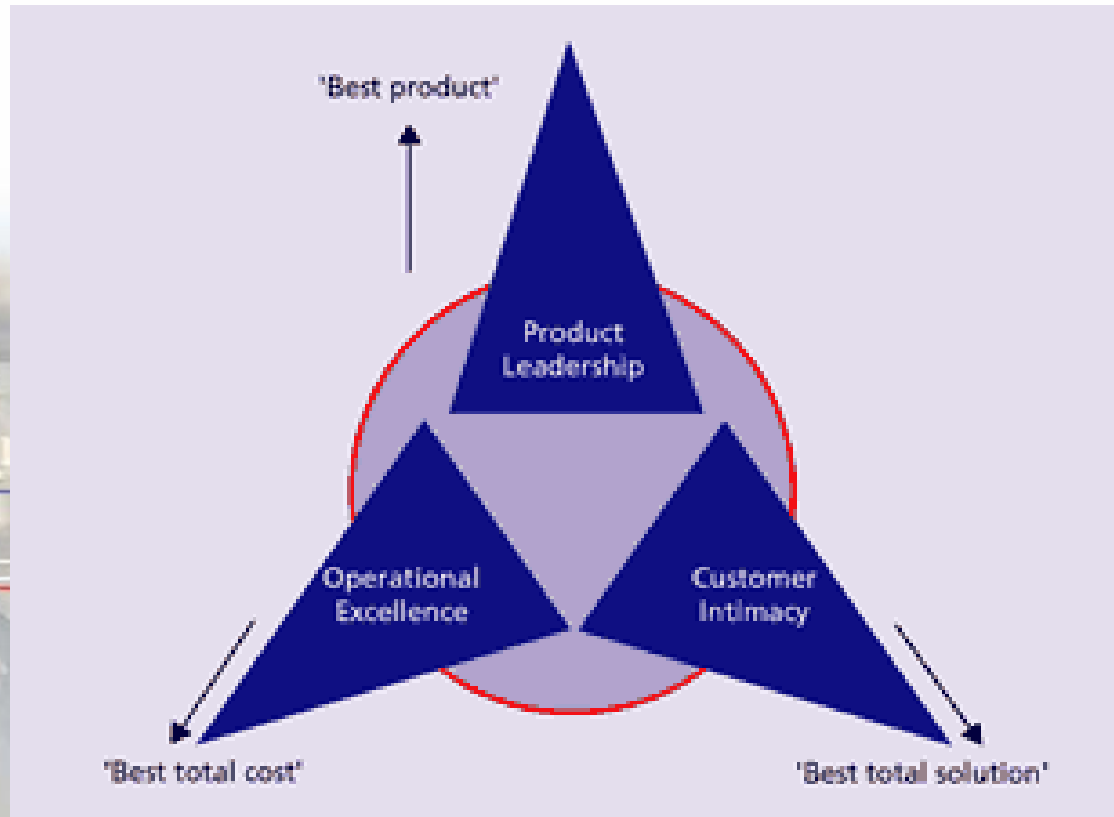 'Best product'
Product
Leadership
Operational
Excellence
Customer
Intimacy
'Best total cost'
'Best total solution'